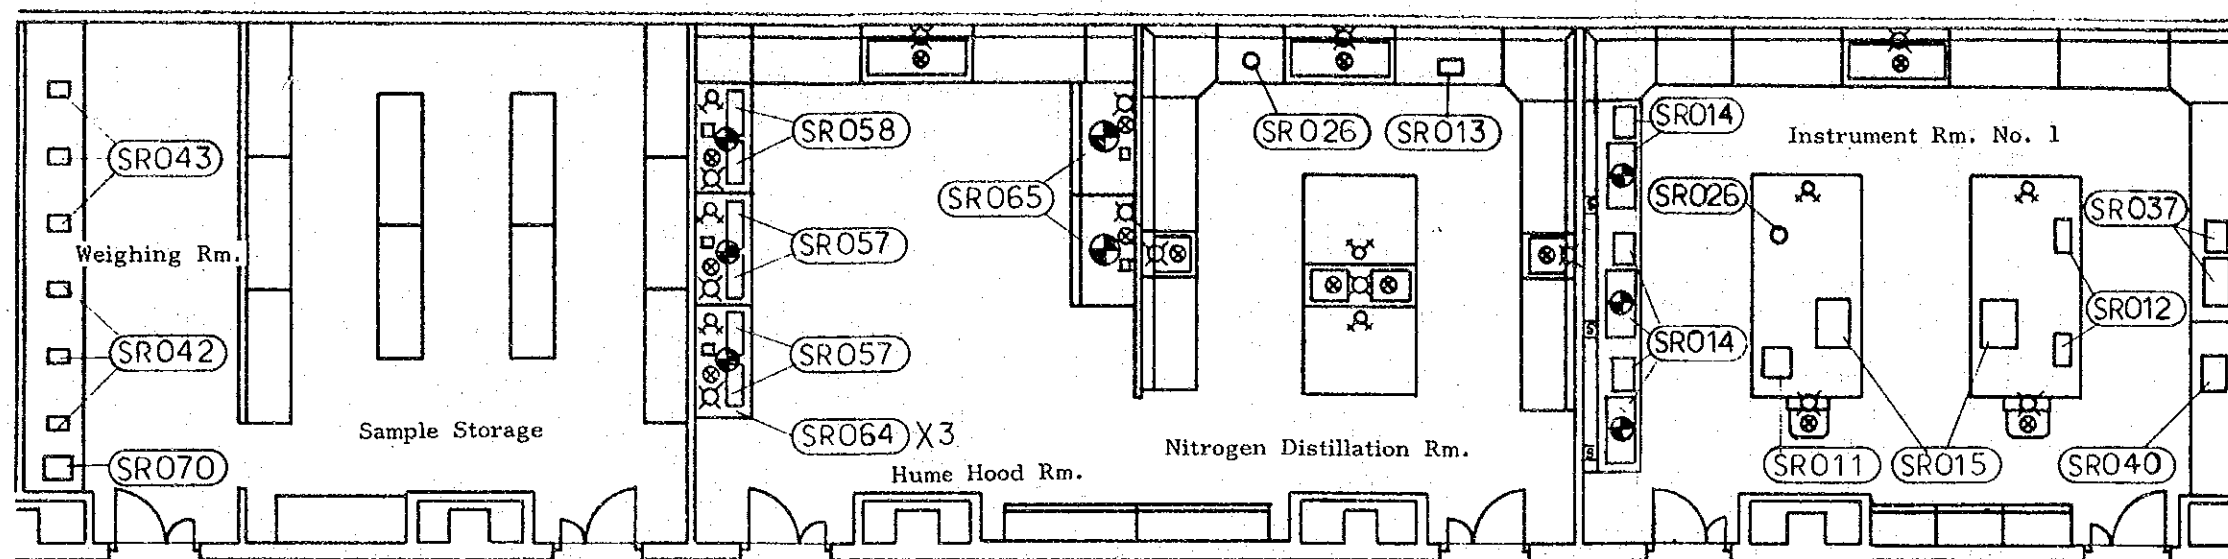 SR043
Weighing Rm.
SR042
SR070
Sample Storage
SR058
SR057
SR057
SR064 X3
SR065
Hume Hood Rm.
SR026
SR013
Nitrogen Distillation Rm.
SR014
Instrument Rm. No. 1
SR026
SR037
SR012
SR014
SR011
SR015
SR040
S
S
S